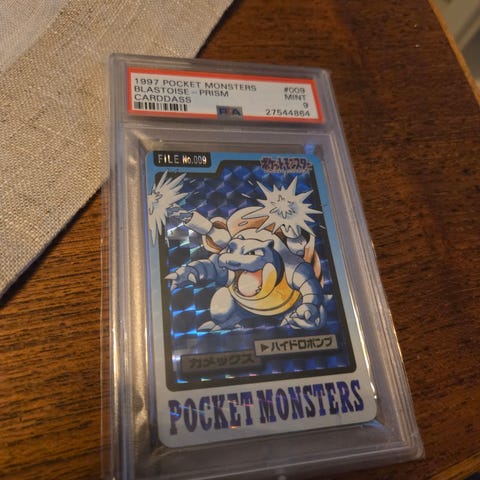 1997 POCKET MONSTERS #009
BLASTOISE - PRISM MINT
CARDDASS 9
PSA 27544864
FILE No.009 ポケットモンスター
▶ハイドロポンプ
カメックス
POCKET MONSTERS